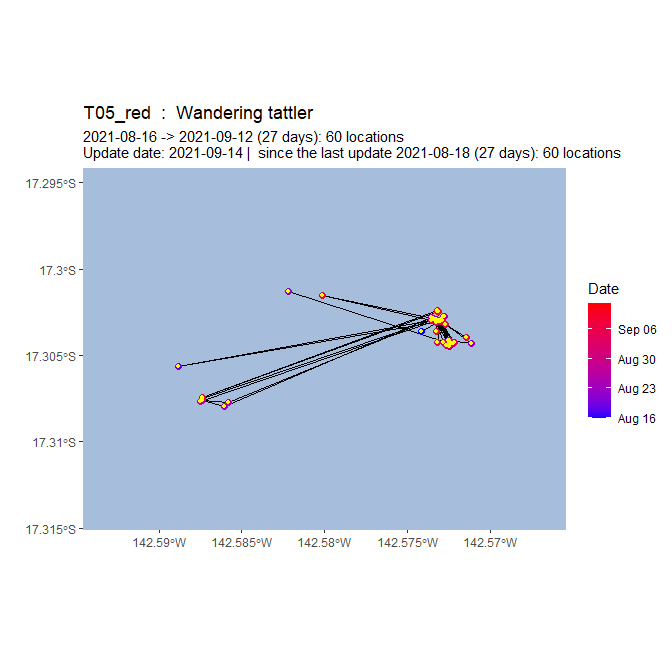 T05_red  :  Wandering tattler
2021-08-16 -> 2021-09-12 (27 days): 60 locations
Update date: 2021-09-14 |  since the last update 2021-08-18 (27 days): 60 locations
17.295°S
17.3°S
17.305°S
17.31°S
17.315°S
142.59°W
142.585°W
142.58°W
142.575°W
142.57°W
Date
Sep 06
Aug 30
Aug 23
Aug 16